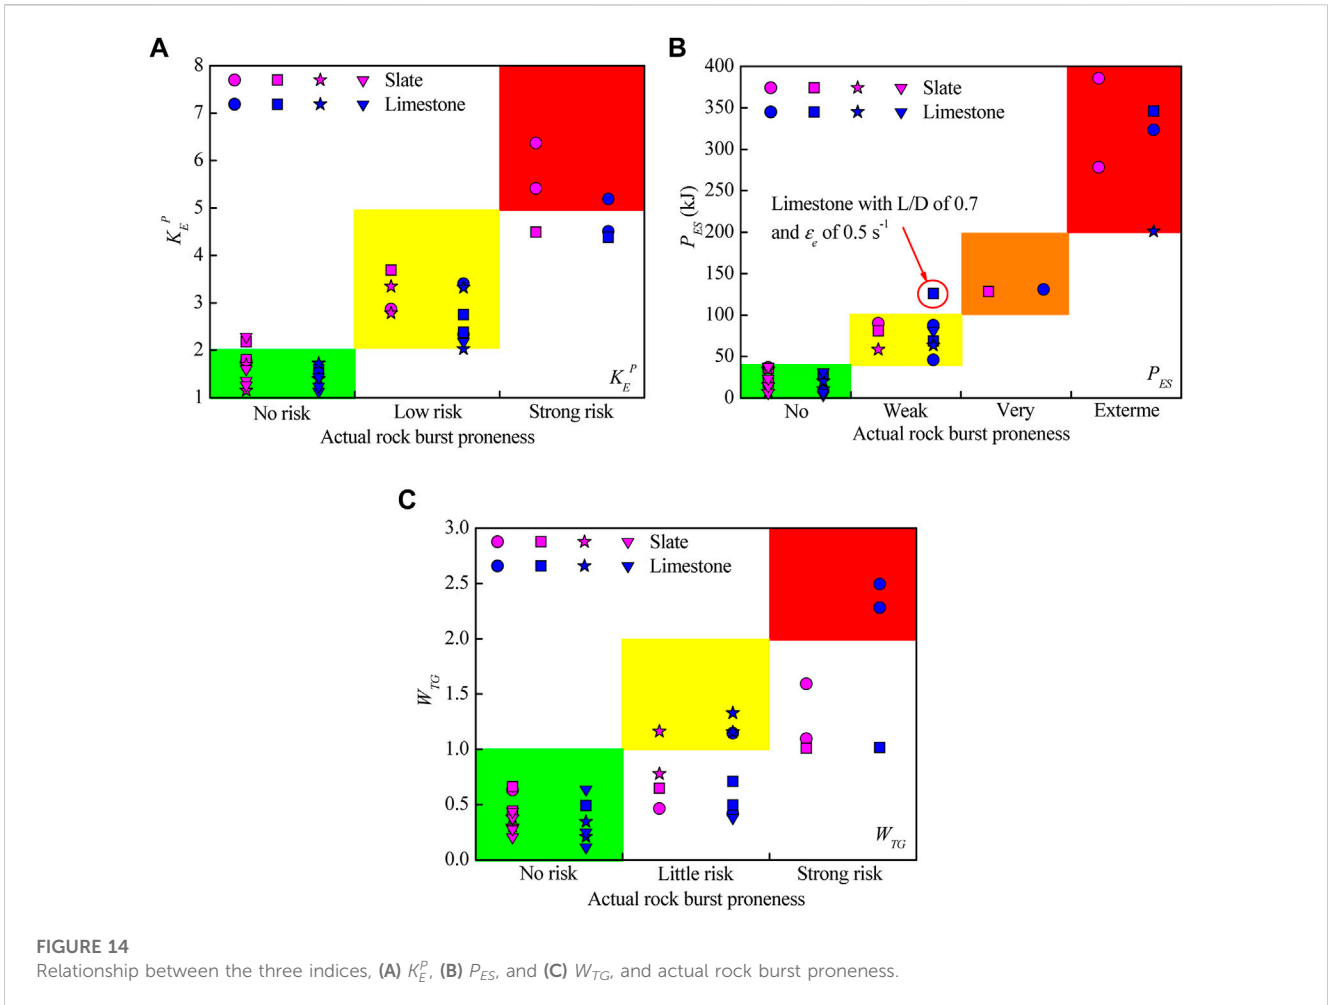 A
8
7
6
5
4
3
2
1
K_E^P
Slate
Limestone
K_E^P
No risk
Low risk
Strong risk
Actual rock burst proneness
B
400
350
300
250
200
150
100
50
0
P_ES (kJ)
Slate
Limestone
Limestone with L/D of 0.7
and ε_e of 0.5 s⁻¹
P_ES
No
Weak
Very
Exterme
Actual rock burst proneness
C
3.0
2.5
2.0
1.5
1.0
0.5
0.0
W_TG
Slate
Limestone
W_TG
No risk
Little risk
Strong risk
Actual rock burst proneness
FIGURE 14
Relationship between the three indices, (A) K_E^P, (B) P_ES, and (C) W_TG, and actual rock burst proneness.